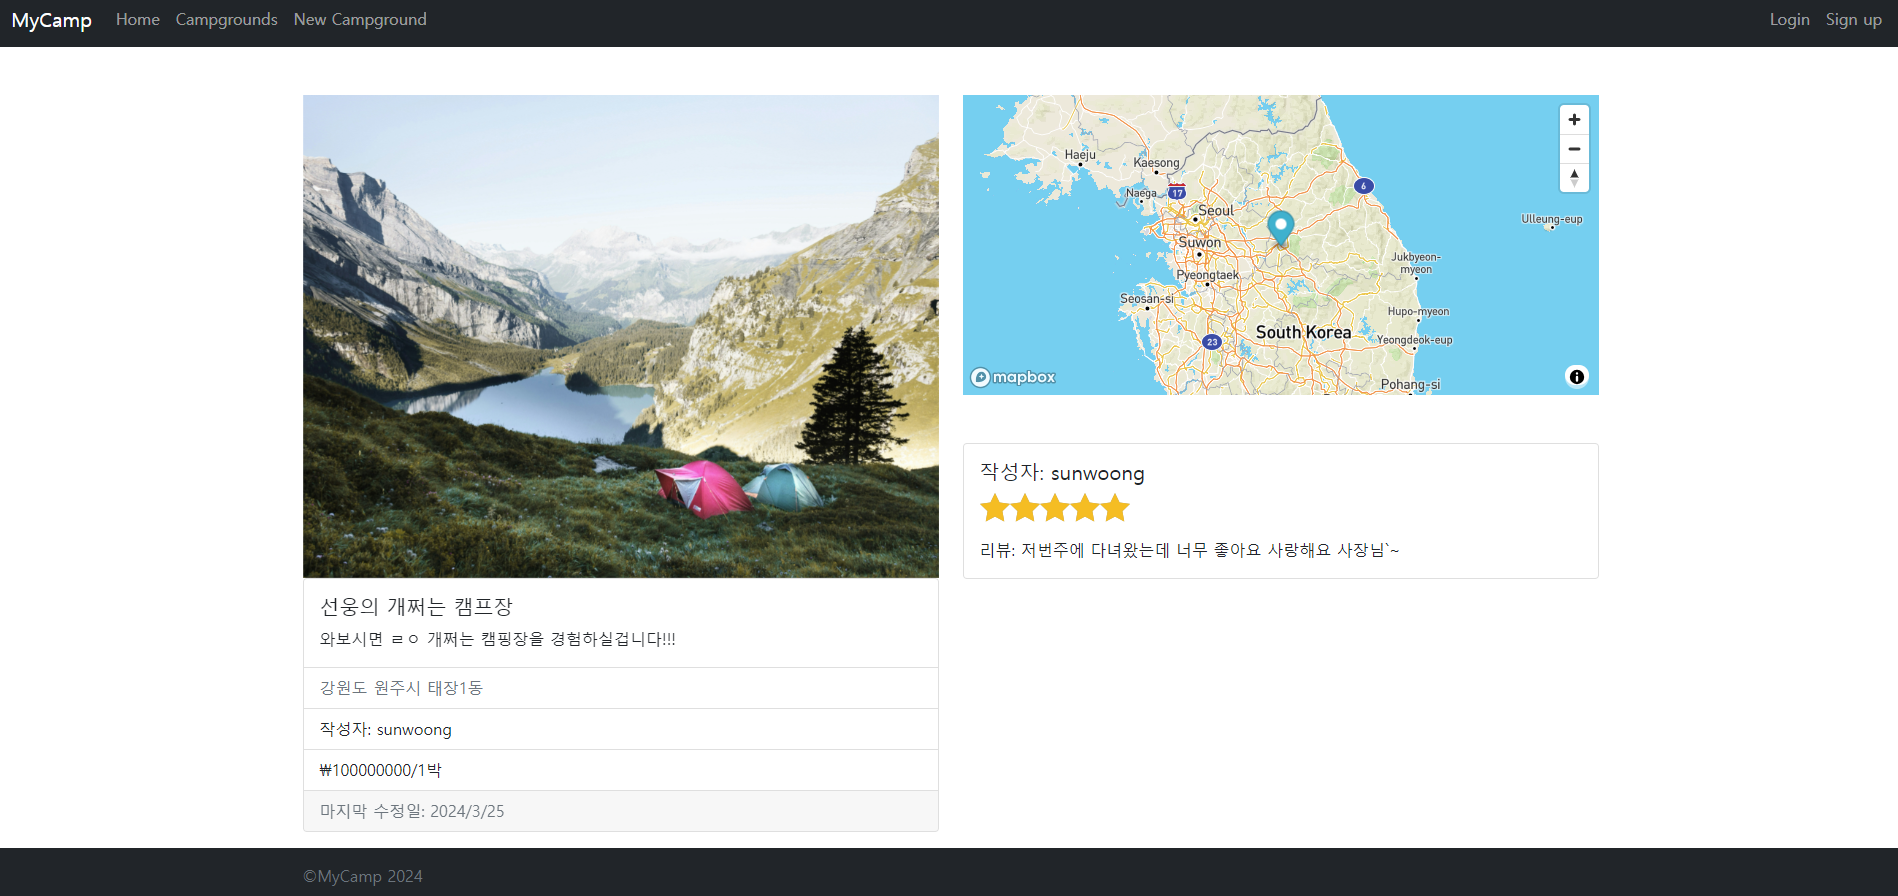 MyCamp Home Campgrounds New Campground Login Sign up
Haeju
Kaesong
Naega
17
6
Seoul
Ulleung-eup
Suwon
Jukbyeon-
myeon
Pyeongtaek
Seosan-si
Hupo-myeon
South Korea
23
Yeongdeok-eup
mapbox
Pohang-si
작성자: sunwoong
리뷰: 저번주에 다녀왔는데 너무 좋아요 사랑해요 사장님`~
선웅의 개쩌는 캠프장
와보시면 ㄹㅇ 개쩌는 캠핑장을 경험하실겁니다!!!
강원도 원주시 태장1동
작성자: sunwoong
₩100000000/1박
마지막 수정일: 2024/3/25
©MyCamp 2024